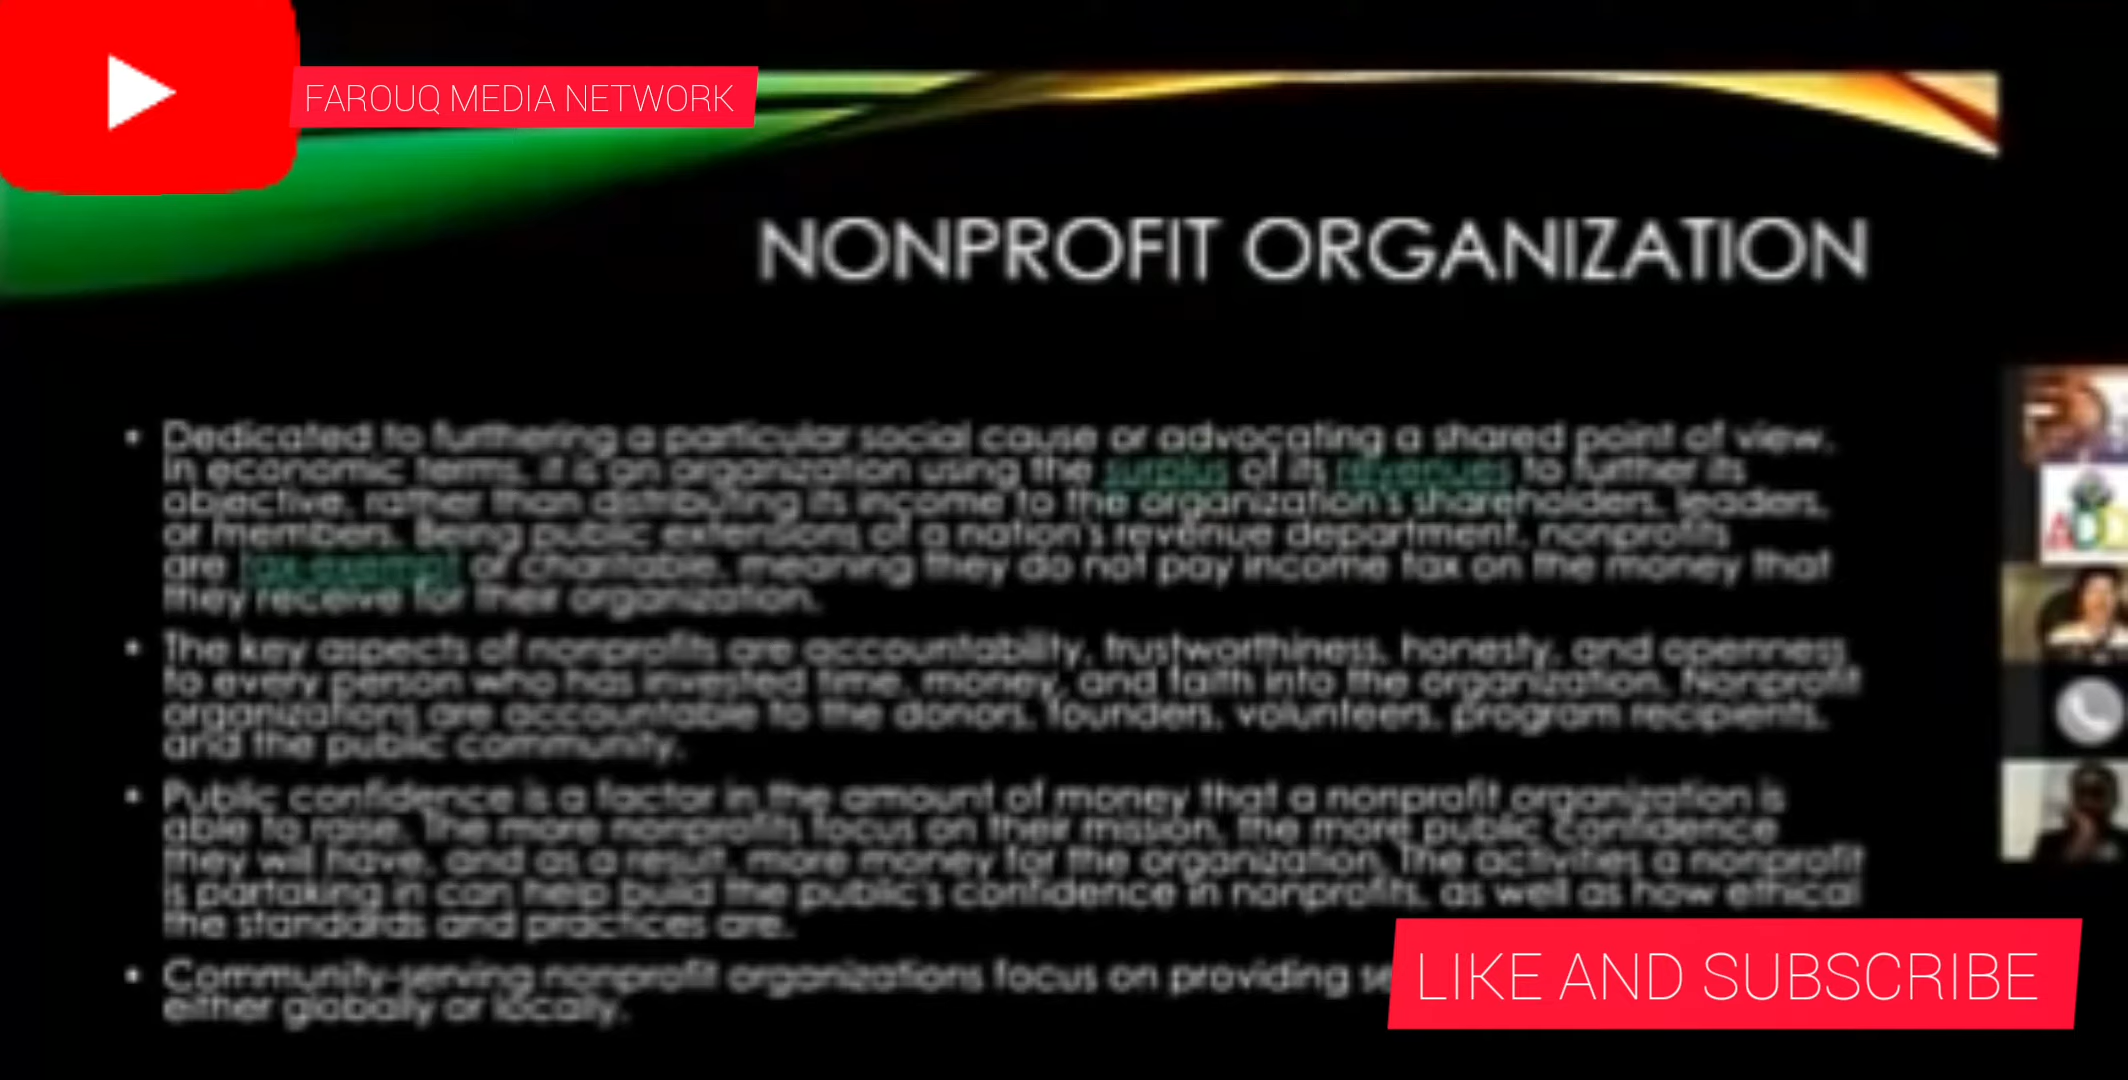 FAROUQ MEDIA NETWORK
NONPROFIT ORGANIZATION
• Dedicated to furthering a particular social cause or advocating a shared point of view.
In economic terms, it is an organization using the surplus of its revenues to further its
objective, rather than distributing its income to the organization's shareholders, leaders,
or members. Being public extensions of a nation's revenue department, nonprofits
are tax-exempt or charitable, meaning they do not pay income tax on the money that
they receive for their organization.
• The key aspects of nonprofits are accountability, trustworthiness, honesty, and openness
to every person who has invested time, money, and faith into the organization. Nonprofit
organizations are accountable to the donors, founders, volunteers, program recipients,
and the public community.
• Public confidence is a factor in the amount of money that a nonprofit organization is
able to raise. The more nonprofits focus on their mission, the more public confidence
they will have, and as a result, more money for the organization. The activities a nonprofit
is partaking in can help build the public's confidence in nonprofits, as well as how ethical
the standards and practices are.
• Community-serving nonprofit organizations focus on providing se
either globally or locally.
LIKE AND SUBSCRIBE